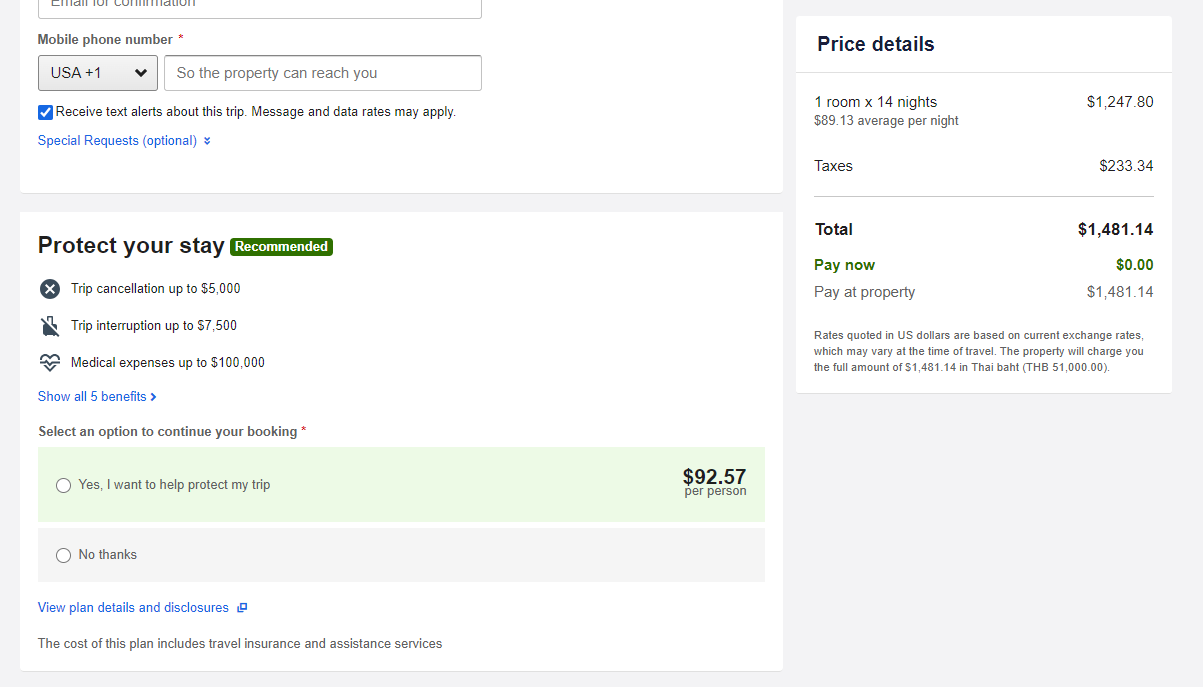 Email for confirmation
Mobile phone number *
USA +1
So the property can reach you
Receive text alerts about this trip. Message and data rates may apply.
Special Requests (optional)
Protect your stay Recommended
Trip cancellation up to $5,000
Trip interruption up to $7,500
Medical expenses up to $100,000
Show all 5 benefits
Select an option to continue your booking *
Yes, I want to help protect my trip
$92.57
per person
No thanks
View plan details and disclosures
The cost of this plan includes travel insurance and assistance services
Price details
1 room x 14 nights $1,247.80
$89.13 average per night
Taxes $233.34
Total $1,481.14
Pay now $0.00
Pay at property $1,481.14
Rates quoted in US dollars are based on current exchange rates,
which may vary at the time of travel. The property will charge you
the full amount of $1,481.14 in Thai baht (THB 51,000.00).